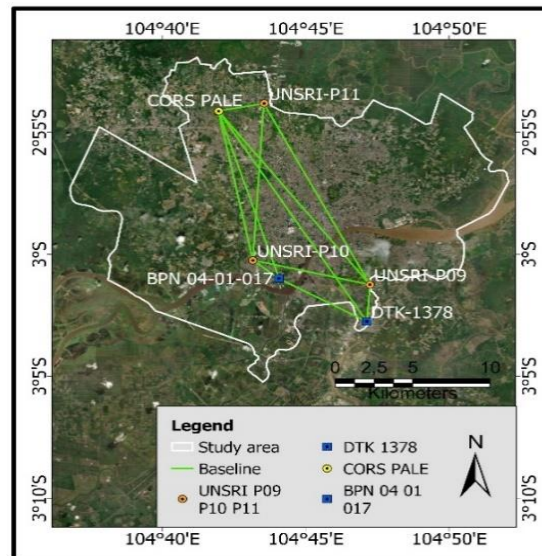 104°40'E 104°45'E 104°50'E
UNSRI-P11
CORS PALE
2°55'S
2°55'S
UNSRI-P10
3°S
3°S
BPN 04-01-017
UNSRI-P09
DTK-1378
3°5'S
3°5'S
0 1.25 2.5 5 10
Kilometers
Legend
Study area
Baseline
UNSRI P09
P10 P11
DTK 1378
CORS PALE
BPN 04 01
017
N
3°10'S
3°10'S
104°40'E 104°45'E 104°50'E